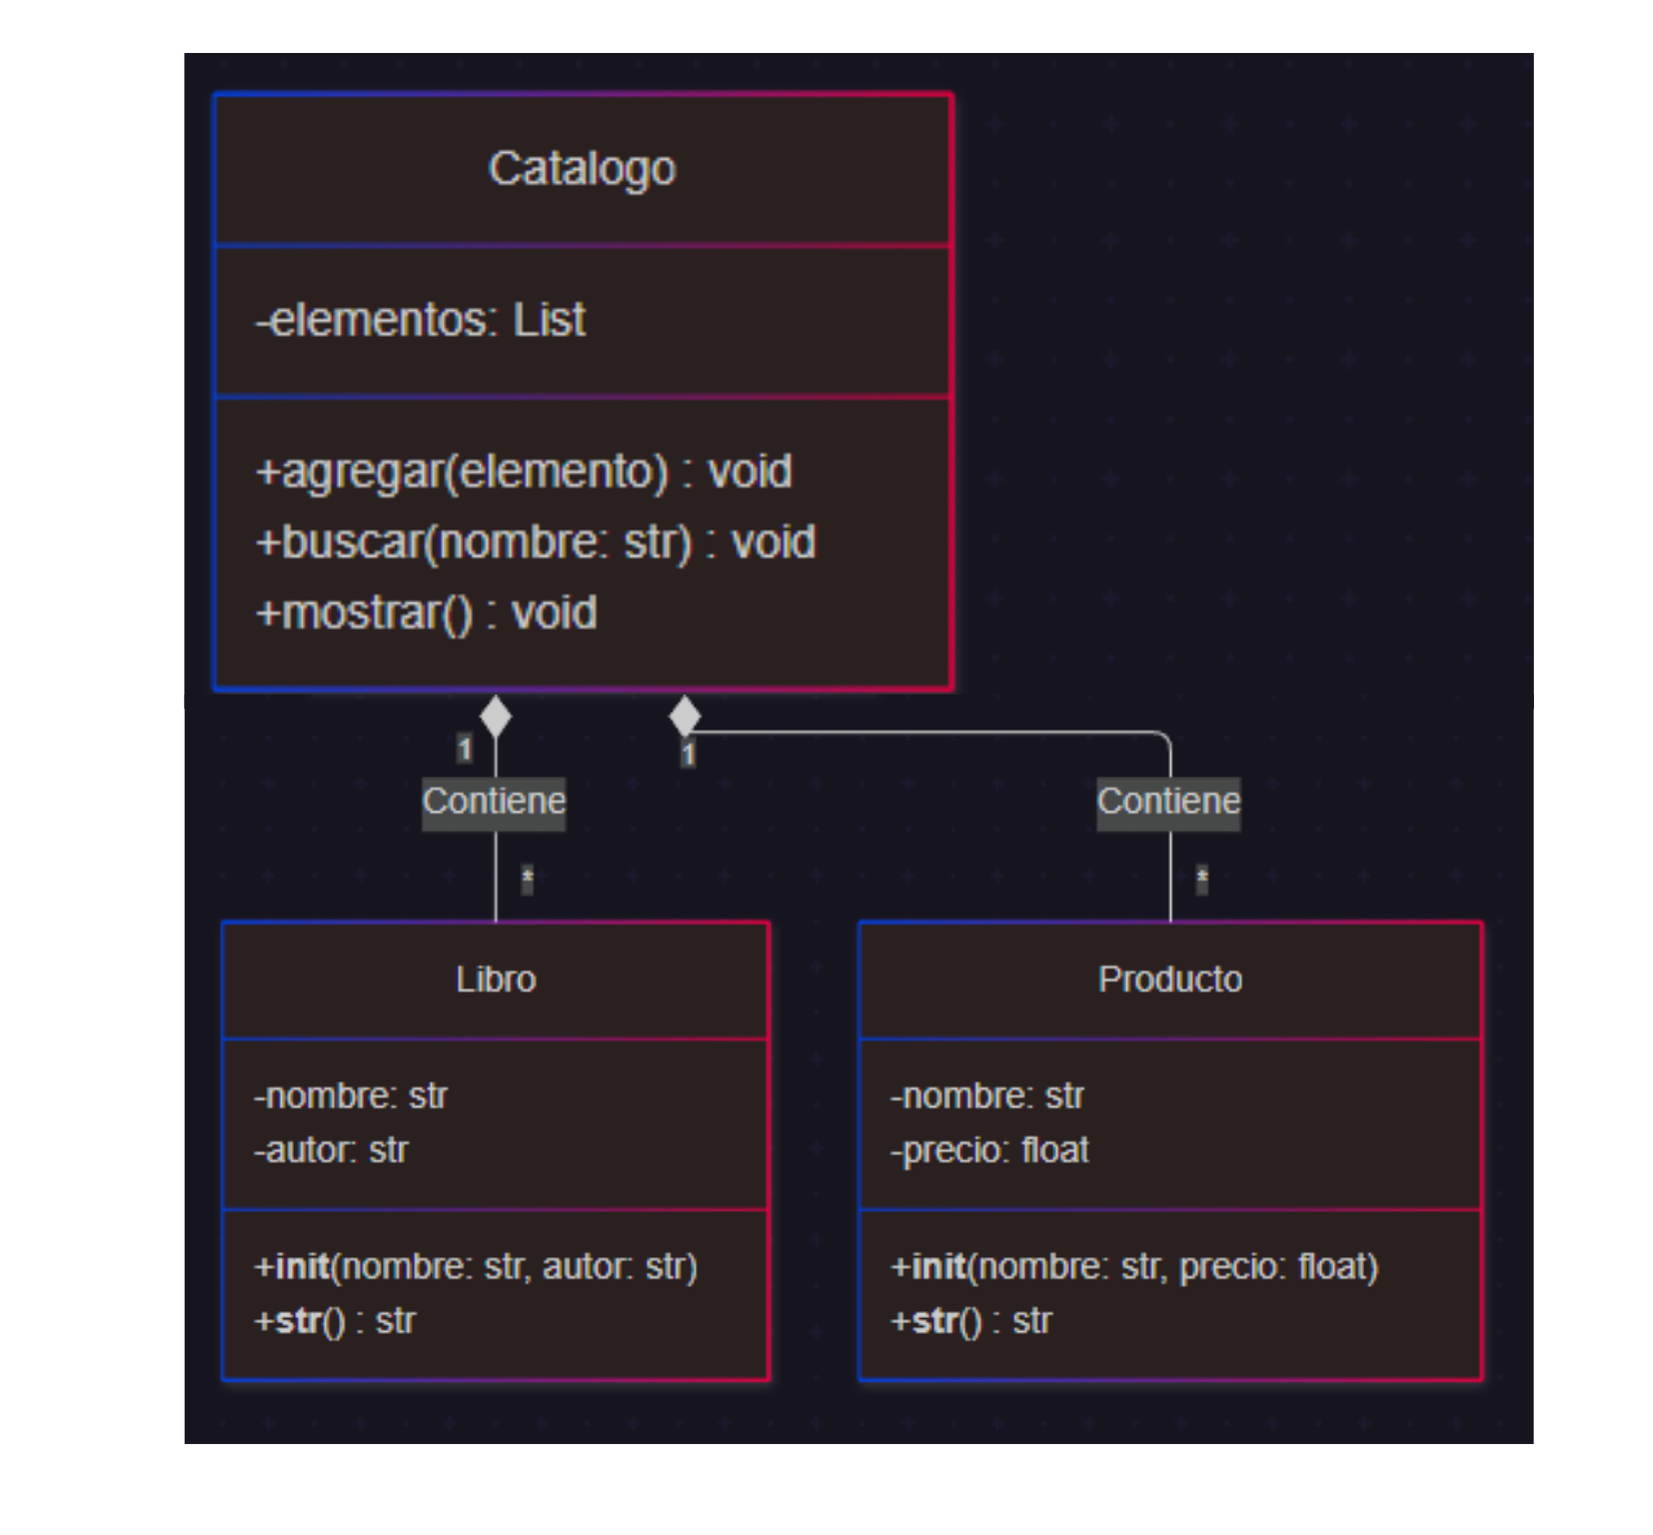 Catalogo
-elementos: List
+agregar(elemento) : void
+buscar(nombre: str) : void
+mostrar() : void
1
1
Contiene
Contiene
*
*
Libro
-nombre: str
-autor: str
+init(nombre: str, autor: str)
+str() : str
Producto
-nombre: str
-precio: float
+init(nombre: str, precio: float)
+str() : str